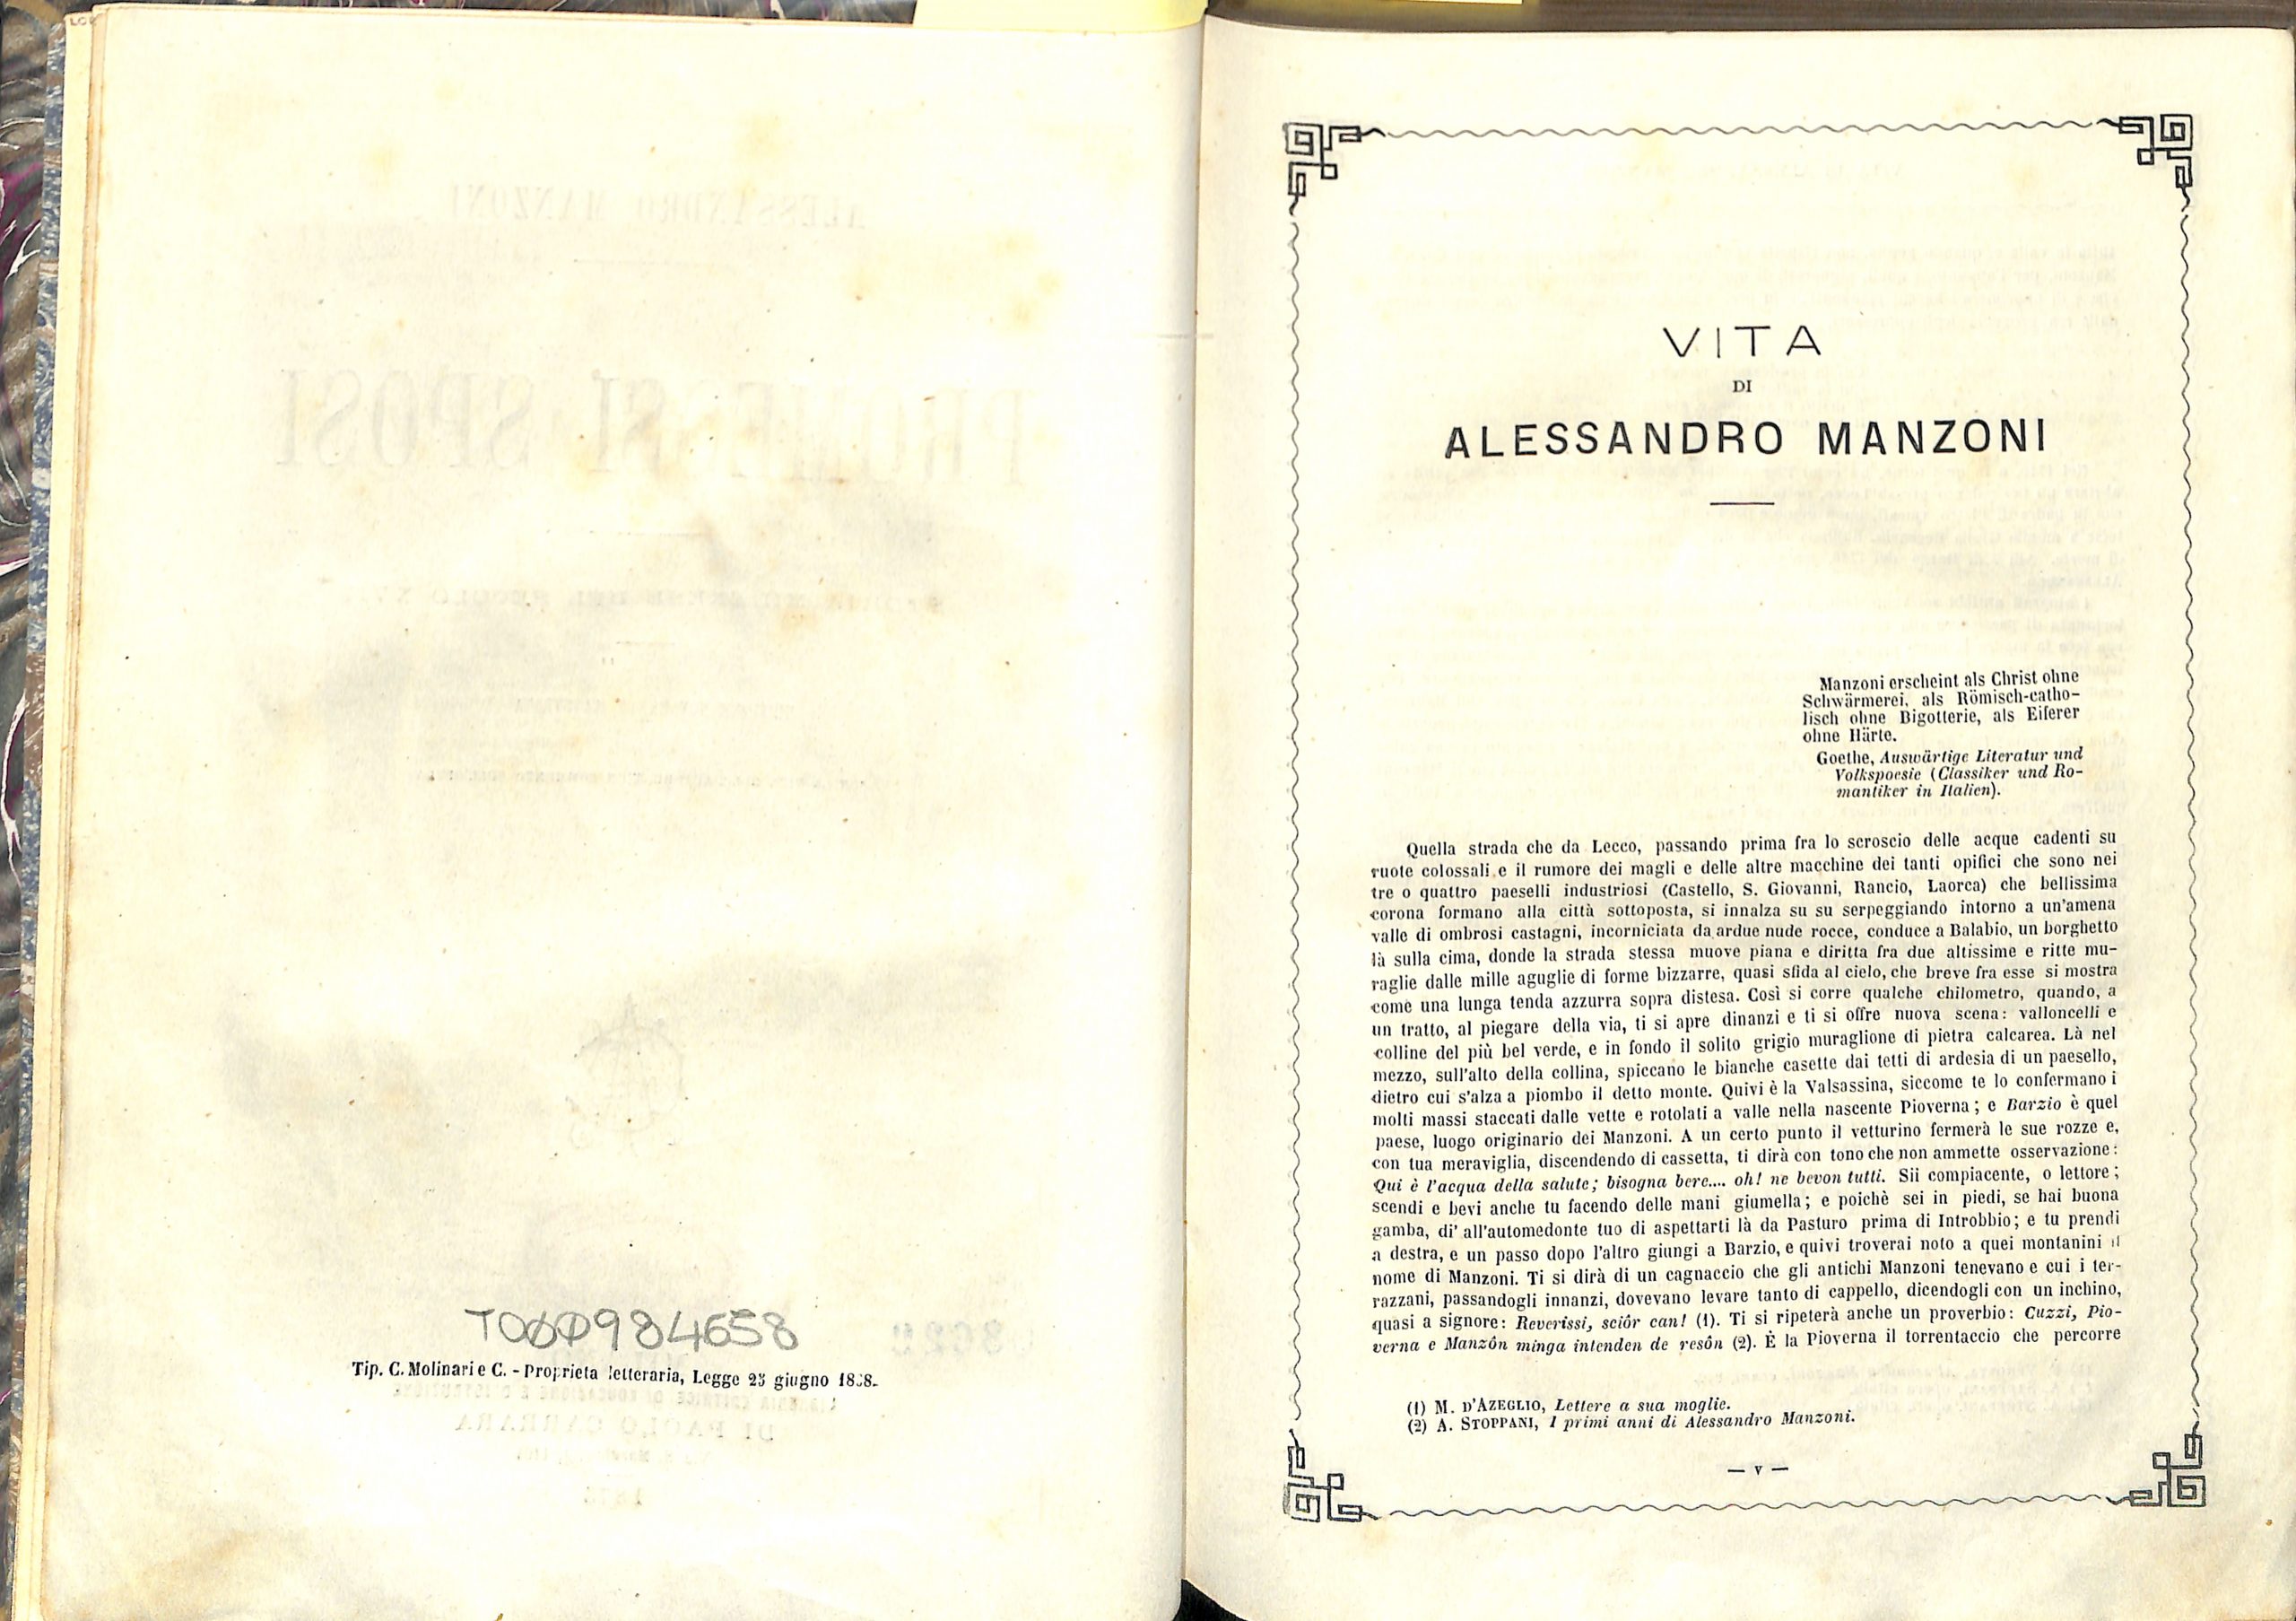 T000984658
Tip. C. Molinari e C. - Proprieta letteraria, Legge 25 giugno
VITA
DI
ALESSANDRO MANZONI
Manzoni erscheint als Christ ohne
Schwärmerei, als Römisch-catho-
lisch ohne Bigotterie, als Eiferer
ohne Härte.
Goethe, Auswärtige Literatur und
Volkspoesie (Classiker und Ro-
mantiker in Italien).
Quella strada che da Lecco, passando prima fra lo scroscio delle acque cadenti su
ruote colossali e il rumore dei magli e delle altre macchine dei tanti opifici che sono nei
tre o quattro paeselli industriosi (Castello, S. Giovanni, Rancio, Laorca) che bellissima
corona formano alla città sottoposta, si innalza su su serpeggiando intorno a un'amena
valle di ombrosi castagni, incorniciata da ardue nude rocce, conduce a Balabio, un borghetto
là sulla cima, donde la strada stessa muove piana e diritta fra due altissime e ritte mu-
raglie dalle mille aguglie di forme bizzarre, quasi sfida al cielo, che breve fra esse si mostra
come una lunga tenda azzurra sopra distesa. Così si corre qualche chilometro, quando, a
un tratto, al piegare della via, ti si apre dinanzi e ti si offre nuova scena: valloncelli e
colline del più bel verde, e in fondo il solito grigio muraglione di pietra calcarea. Là nel
mezzo, sull'alto della collina, spiccano le bianche casette dai tetti di ardesia di un paesello,
dietro cui s'alza a piombo il detto monte. Quivi è la Valsassina, siccome te lo confermano i
molti massi staccati dalle vette e rotolati a valle nella nascente Pioverna; e Barzio è quel
paese, luogo originario dei Manzoni. A un certo punto il vetturino fermerà le sue rozze e,
con tua meraviglia, discendendo di cassetta, ti dirà con tono che non ammette osservazione:
Qui è l'acqua della salute; bisogna bere.... oh! ne bevon tutti. Sii compiacente, o lettore;
scendi e bevi anche tu facendo delle mani giumella; e poichè sei in piedi, se hai buona
gamba, di' all'automedonte tuo di aspettarti là da Pasturo prima di Introbbio; e tu prendi
a destra, e un passo dopo l'altro giungi a Barzio, e quivi troverai noto a quei montanini il
nome di Manzoni. Ti si dirà di un cagnaccio che gli antichi Manzoni tenevano e cui i ter-
razzani, passandogli innanzi, dovevano levare tanto di cappello, dicendogli con un inchino,
quasi a signore: Reverissi, sciôr can! (1). Ti si ripeterà anche un proverbio: Cuzzi, Pio-
verna e Manzôn minga intenden de resôn (2). È la Pioverna il torrentaccio che percorre
(1) M. D'AZEGLIO, Lettere a sua moglie.
(2) A. STOPPANI, I primi anni di Alessandro Manzoni.
— V —